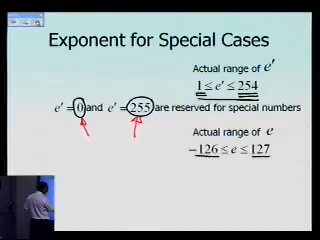 Exponent for Special Cases
Actual range of e′
1 ≤ e′ ≤ 254
e′ = 0 and e′ = 255 are reserved for special numbers
Actual range of e
−126 ≤ e ≤ 127